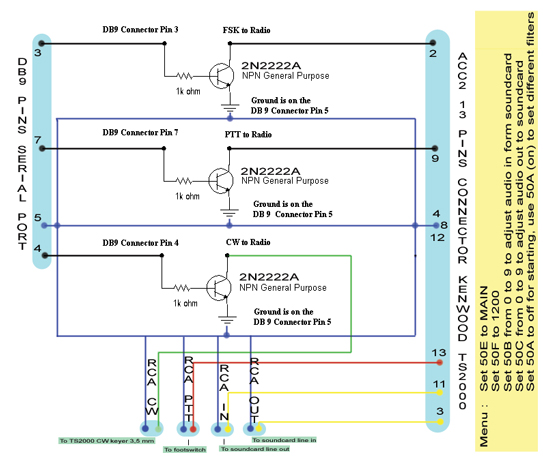 DB9 Connector Pin 3
FSK to Radio
3
2
2N2222A
NPN General Purpose
1k ohm
Ground is on the
DB 9 Connector Pin 5
DB9 Connector Pin 7
PTT to Radio
7
9
2N2222A
NPN General Purpose
1k ohm
Ground is on the
DB 9 Connector Pin 5
5
4
8
12
DB9 Connector Pin 4
CW to Radio
4
2N2222A
NPN General Purpose
1k ohm
Ground is on the
DB 9 Connector Pin 5
13
11
3
DB9 PINS SERIAL PORT
ACC2 13 PINS CONNECTOR KENWOOD TS2000
RCA CW
RCA PTT
RCA IN
RCA OUT
To TS2000 CW keyer 3,5 mm
To footswitch
To soundcard line out
To soundcard line in
Menu : Set 50E to MAIN
Set 50F to 1200
Set 50B from 0 to 9 to adjust audio in form soundcard
Set 50C from 0 to 9 to adjust audio out to soundcard
Set 50A to off for starting, use 50A (on) to set different filters